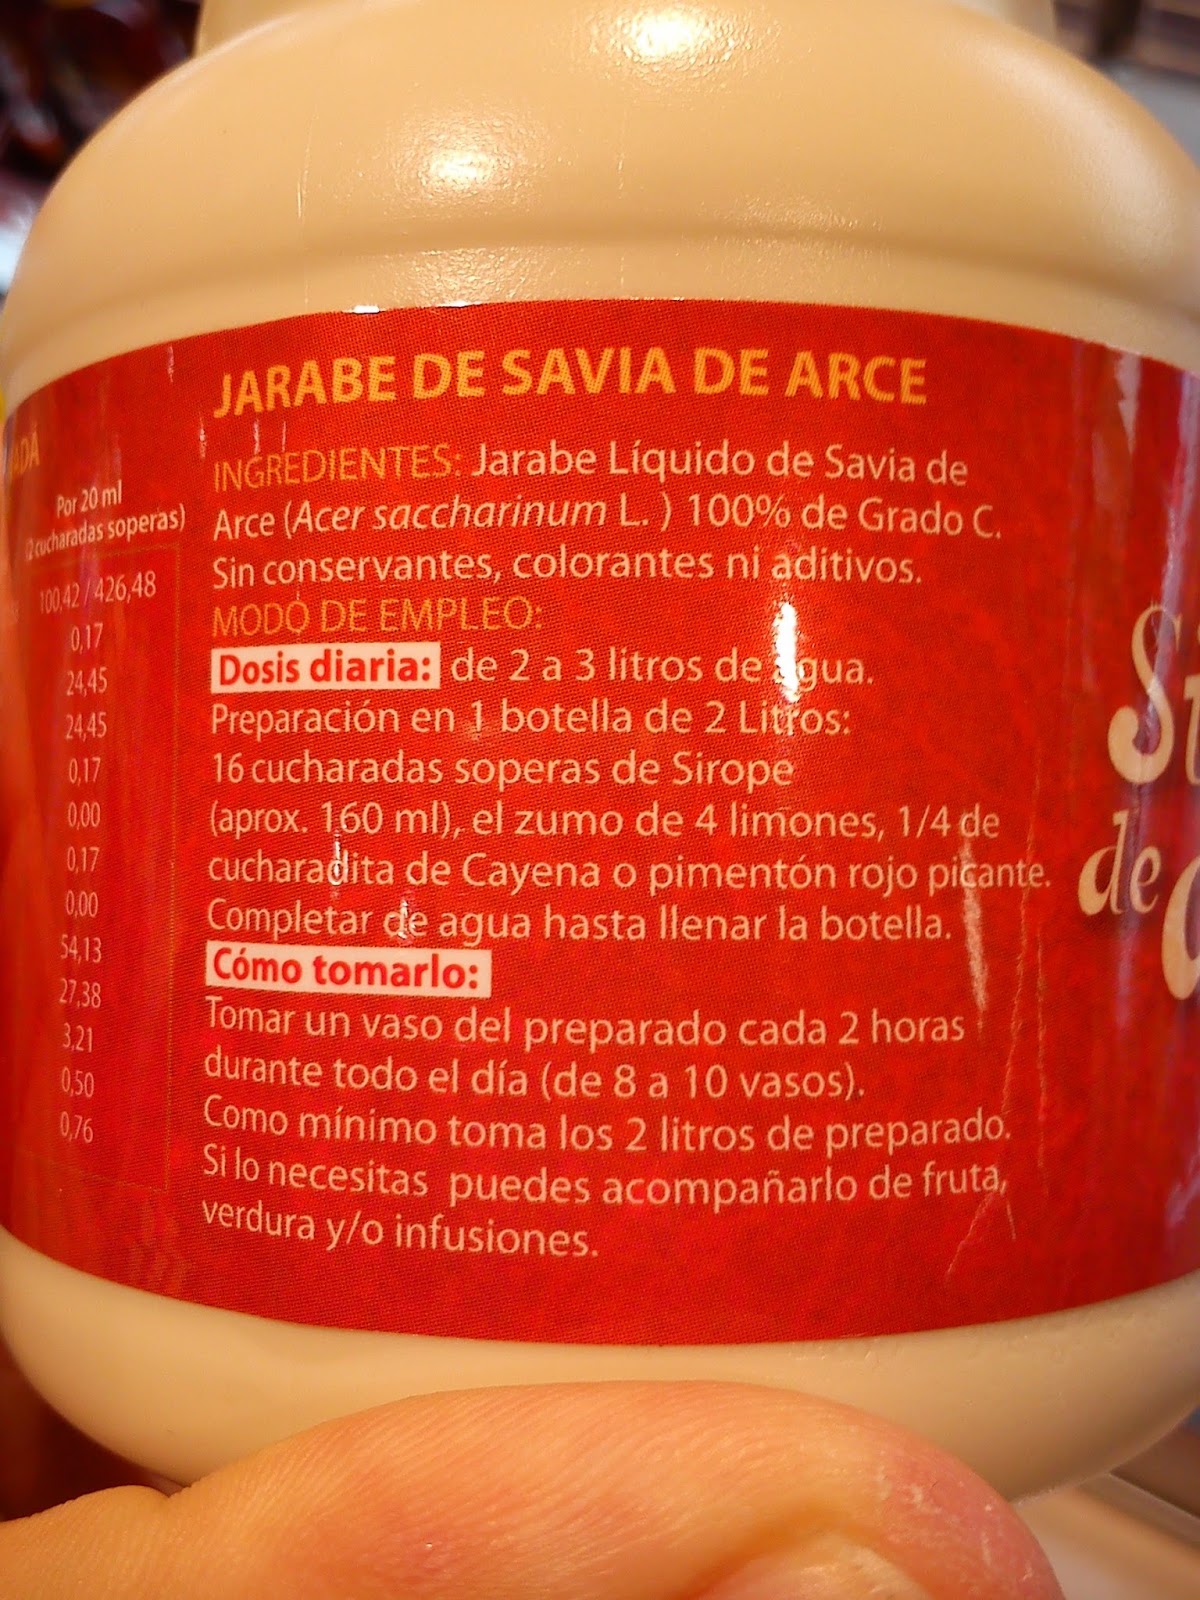 Por 20 ml
(2 cucharadas soperas)
100,42 / 426,48
0,17
24,45
24,45
0,17
0,00
0,17
0,00
54,13
27,38
3,21
0,50
0,76
JARABE DE SAVIA DE ARCE
INGREDIENTES: Jarabe Líquido de Savia de
Arce (Acer saccharinum L. ) 100% de Grado C.
Sin conservantes, colorantes ni aditivos.
MODO DE EMPLEO:
Dosis diaria: de 2 a 3 litros de agua.
Preparación en 1 botella de 2 Litros:
16 cucharadas soperas de Sirope
(aprox. 160 ml), el zumo de 4 limones, 1/4 de
cucharadita de Cayena o pimentón rojo picante.
Completar de agua hasta llenar la botella.
Cómo tomarlo:
Tomar un vaso del preparado cada 2 horas
durante todo el día (de 8 a 10 vasos).
Como mínimo toma los 2 litros de preparado.
Si lo necesitas puedes acompañarlo de fruta,
verdura y/o infusiones.
de